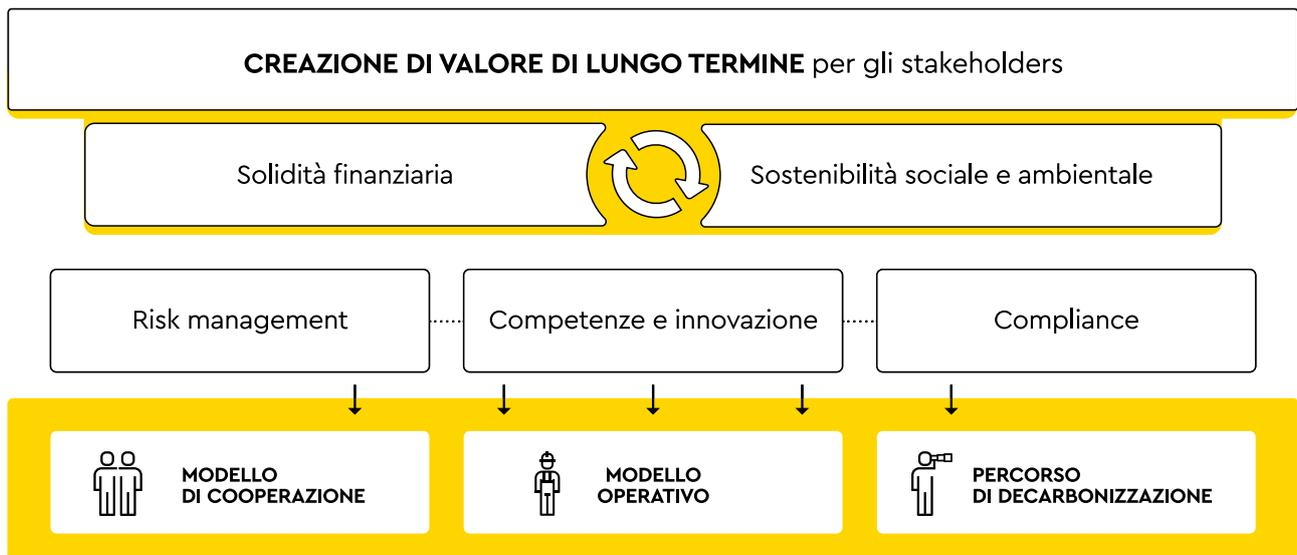 CREAZIONE DI VALORE DI LUNGO TERMINE per gli stakeholders
Solidità finanziaria
Sostenibilità sociale e ambientale
Risk management
Competenze e innovazione
Compliance
MODELLO
DI COOPERAZIONE
MODELLO
OPERATIVO
PERCORSO
DI DECARBONIZZAZIONE